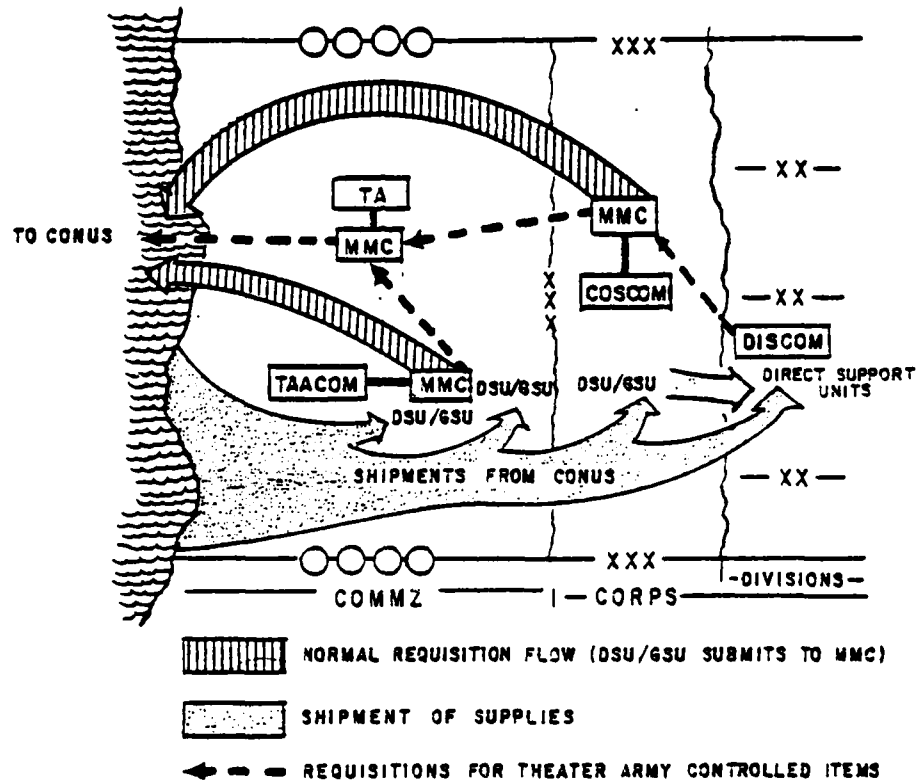 XXX
XX
TA
MMC
MMC
TO CONUS
COSCOM
XXX
XX
DISCOM
TAACOM
MMC
DSU/GSU
DSU/GSU
DSU/GSU
DIRECT SUPPORT
UNITS
SHIPMENTS FROM CONUS
XX
XXX
COMMZ
CORPS
-DIVISIONS-
NORMAL REQUISITION FLOW (DSU/GSU SUBMITS TO MMC)
SHIPMENT OF SUPPLIES
REQUISITIONS FOR THEATER ARMY CONTROLLED ITEMS